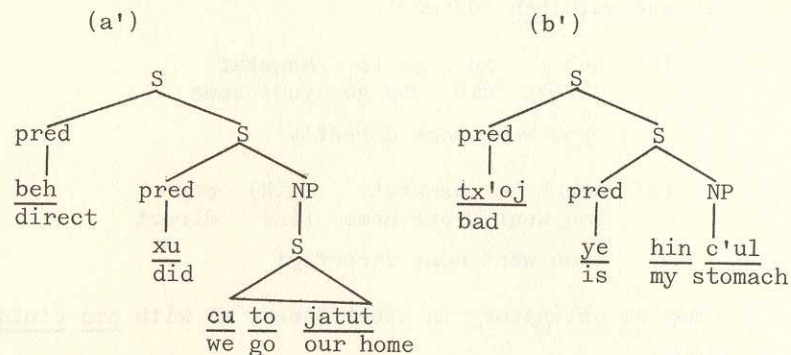 (a') (b')
S S
pred S pred S
beh pred NP tx'oj pred NP
direct bad
xu S ye hin c'ul
did is my stomach
cu to jatut
we go our home